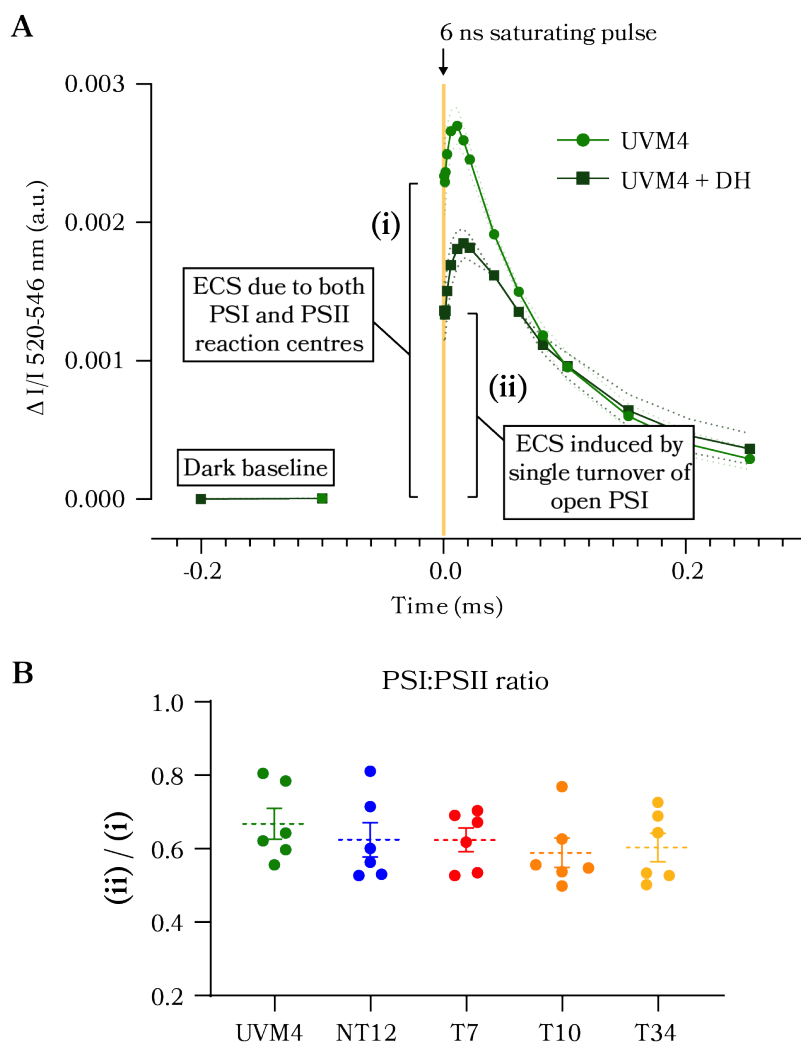 A
6 ns saturating pulse
0.003
0.002
0.001
0.000
Δ I/I 520-546 nm (a.u.)
UVM4
UVM4 + DH
(i)
ECS due to both
PSI and PSII
reaction centres
(ii)
ECS induced by
single turnover of
open PSI
Dark baseline
-0.2
0.0
0.2
Time (ms)
B
PSI:PSII ratio
1.0
0.8
0.6
0.4
0.2
(ii) / (i)
UVM4
NT12
T7
T10
T34